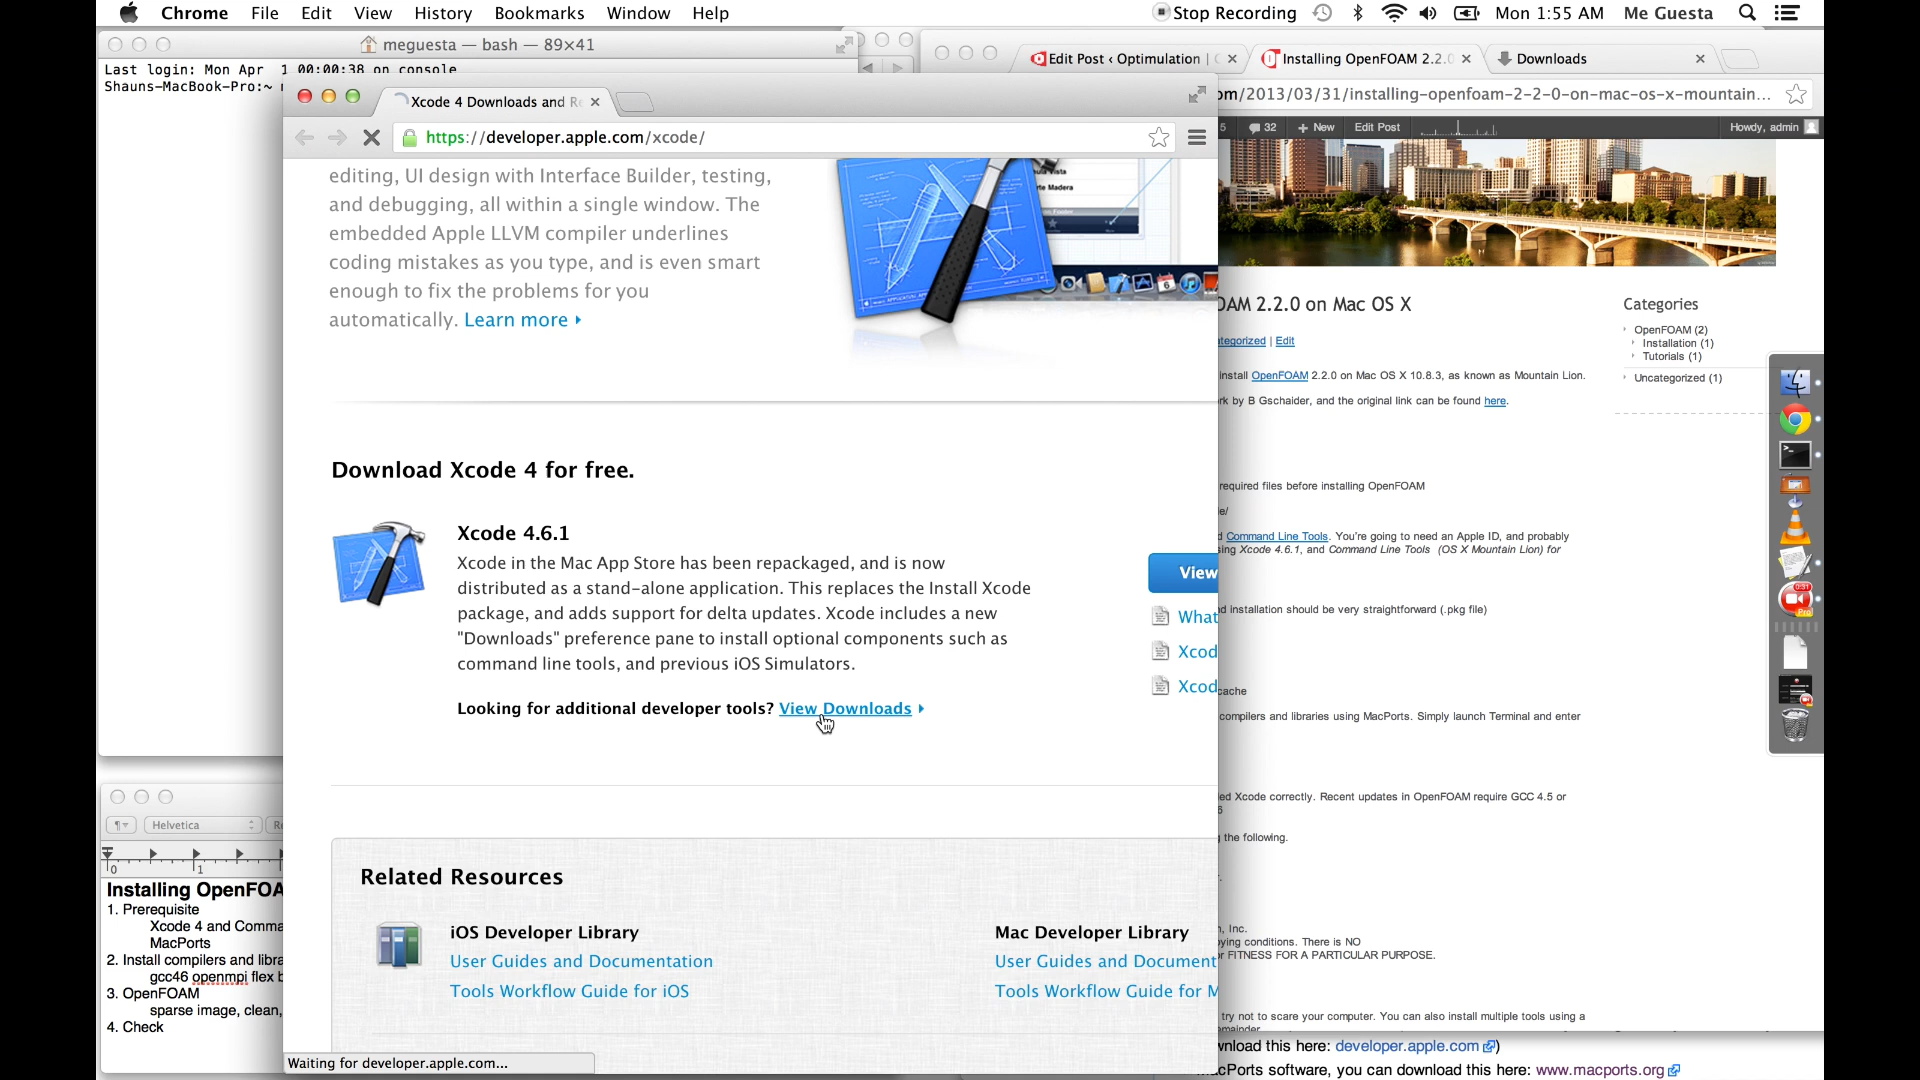 Chrome File Edit View History Bookmarks Window Help
Stop Recording Mon 1:55 AM Me Guesta
meguesta — bash — 89×41
Last login: Mon Apr 1 00:00:38 on console
Shauns-MacBook-Pro:~
Xcode 4 Downloads and Re
https://developer.apple.com/xcode/
editing, UI design with Interface Builder, testing,
and debugging, all within a single window. The
embedded Apple LLVM compiler underlines
coding mistakes as you type, and is even smart
enough to fix the problems for you
automatically. Learn more
arte Madera
6
Download Xcode 4 for free.
Xcode 4.6.1
Xcode in the Mac App Store has been repackaged, and is now
distributed as a stand-alone application. This replaces the Install Xcode
package, and adds support for delta updates. Xcode includes a new
"Downloads" preference pane to install optional components such as
command line tools, and previous iOS Simulators.
Looking for additional developer tools? View Downloads
View
What
Xcod
Xcod
Related Resources
iOS Developer Library
User Guides and Documentation
Tools Workflow Guide for iOS
Mac Developer Library
User Guides and Document
Tools Workflow Guide for M
Waiting for developer.apple.com...
Helvetica
0 1
Installing OpenFOA
1. Prerequisite
Xcode 4 and Comma
MacPorts
2. Install compilers and libra
gcc46 openmpi flex b
3. OpenFOAM
sparse image, clean,
4. Check
Edit Post ‹ Optimulation |
Installing OpenFOAM 2.2.0
Downloads
om/2013/03/31/installing-openfoam-2-2-0-on-mac-os-x-mountain...
5 32 + New Edit Post Howdy, admin
OAM 2.2.0 on Mac OS X
ategorized | Edit
install OpenFOAM 2.2.0 on Mac OS X 10.8.3, as known as Mountain Lion.
rk by B Gschaider, and the original link can be found here.
required files before installing OpenFOAM
le/
d Command Line Tools. You're going to need an Apple ID, and probably
sing Xcode 4.6.1, and Command Line Tools (OS X Mountain Lion) for
d installation should be very straightforward (.pkg file)
cache
compilers and libraries using MacPorts. Simply launch Terminal and enter
ed Xcode correctly. Recent updates in OpenFOAM require GCC 4.5 or
6
g the following.
n, Inc.
pying conditions. There is NO
or FITNESS FOR A PARTICULAR PURPOSE.
try not to scare your computer. You can also install multiple tools using a
Categories
OpenFOAM (2)
Installation (1)
Tutorials (1)
Uncategorized (1)
0:31
Pro
wnload this here: developer.apple.com)
cPorts software, you can download this here: www.macports.org